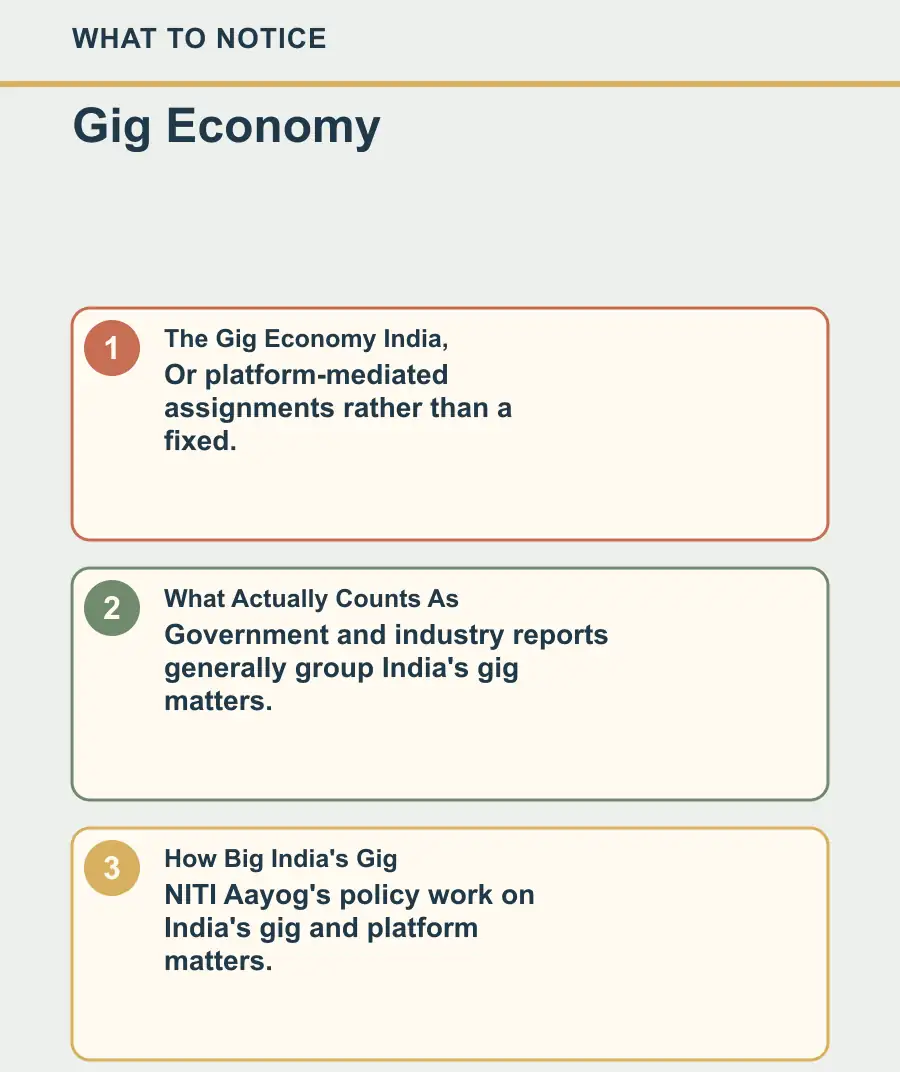 WHAT TO NOTICE
Gig Economy
1
The Gig Economy India,
Or platform-mediated
assignments rather than a
fixed.
2
What Actually Counts As
Government and industry reports
generally group India's gig
matters.
3
How Big India's Gig
NITI Aayog's policy work on
India's gig and platform
matters.